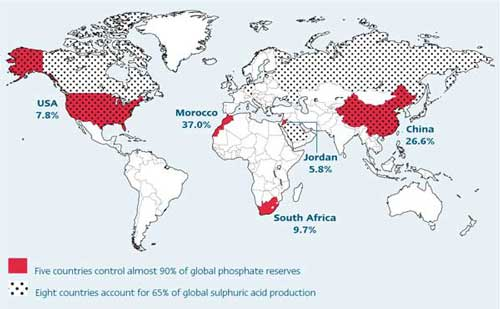 USA
7.8%
Morocco
37.0%
China
26.6%
Jordan
5.8%
South Africa
9.7%
Five countries control almost 90% of global phosphate reserves
Eight countries account for 65% of global sulphuric acid production